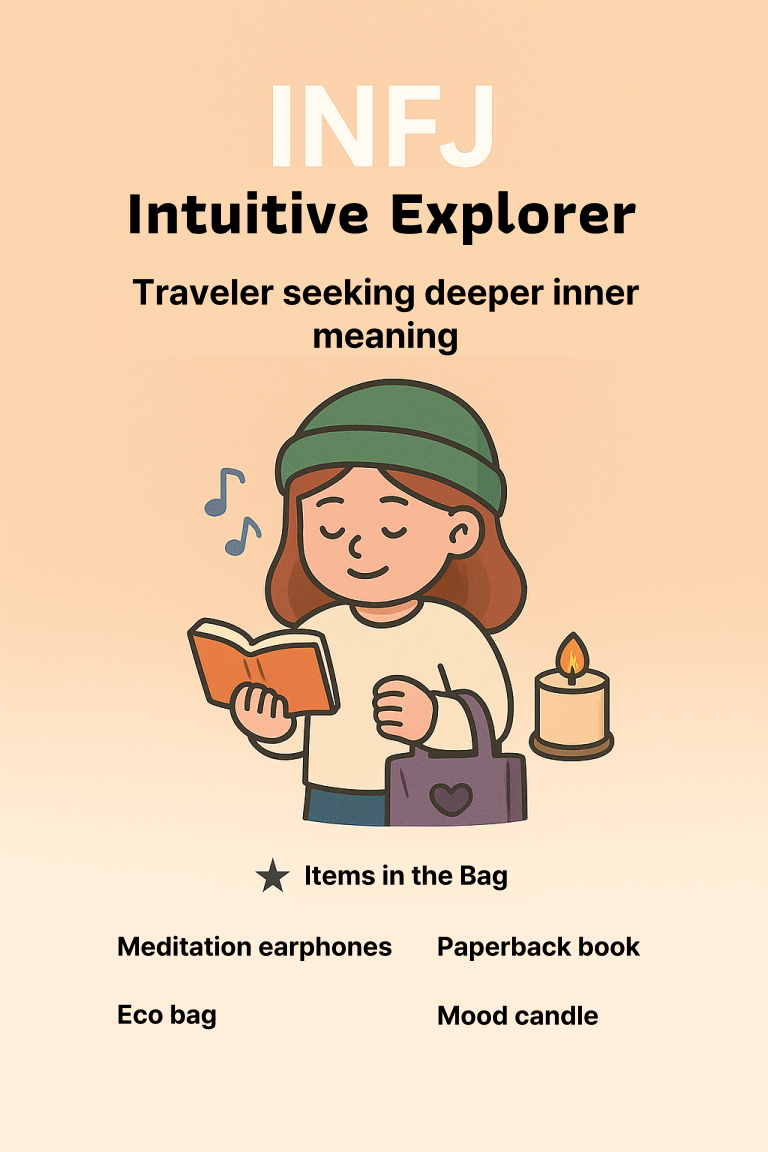 INFJ
Intuitive Explorer
Traveler seeking deeper inner
meaning
★ Items in the Bag
Meditation earphones
Paperback book
Eco bag
Mood candle